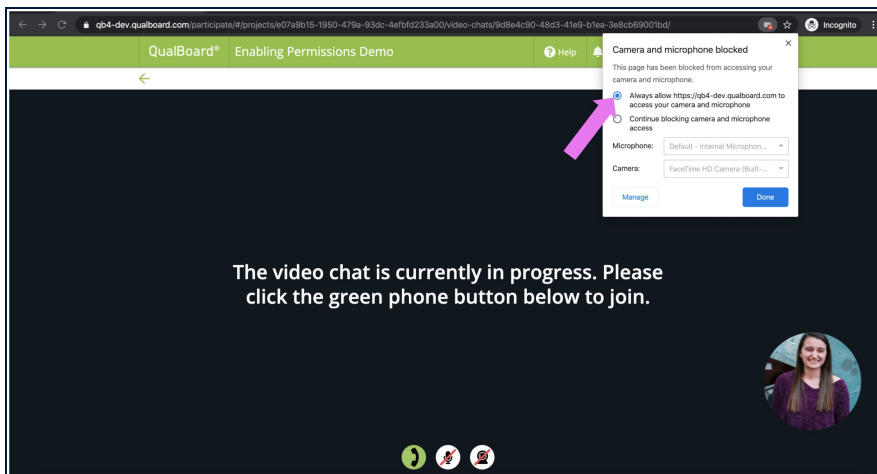 qb4-dev.qualboard.com/participate/#/projects/e07a9b15-1950-479a-93dc-4efbfd233a00/video-chats/9d8e4c90-48d3-41e9-b1ea-3e8cb69001bd/
Incognito
QualBoard® Enabling Permissions Demo
Help
Camera and microphone blocked
This page has been blocked from accessing your
camera and microphone.
Always allow https://qb4-dev.qualboard.com to
access your camera and microphone
Continue blocking camera and microphone
access
Microphone: Default - Internal Microphon...
Camera: FaceTime HD Camera (Built-...
Manage
Done
The video chat is currently in progress. Please
click the green phone button below to join.